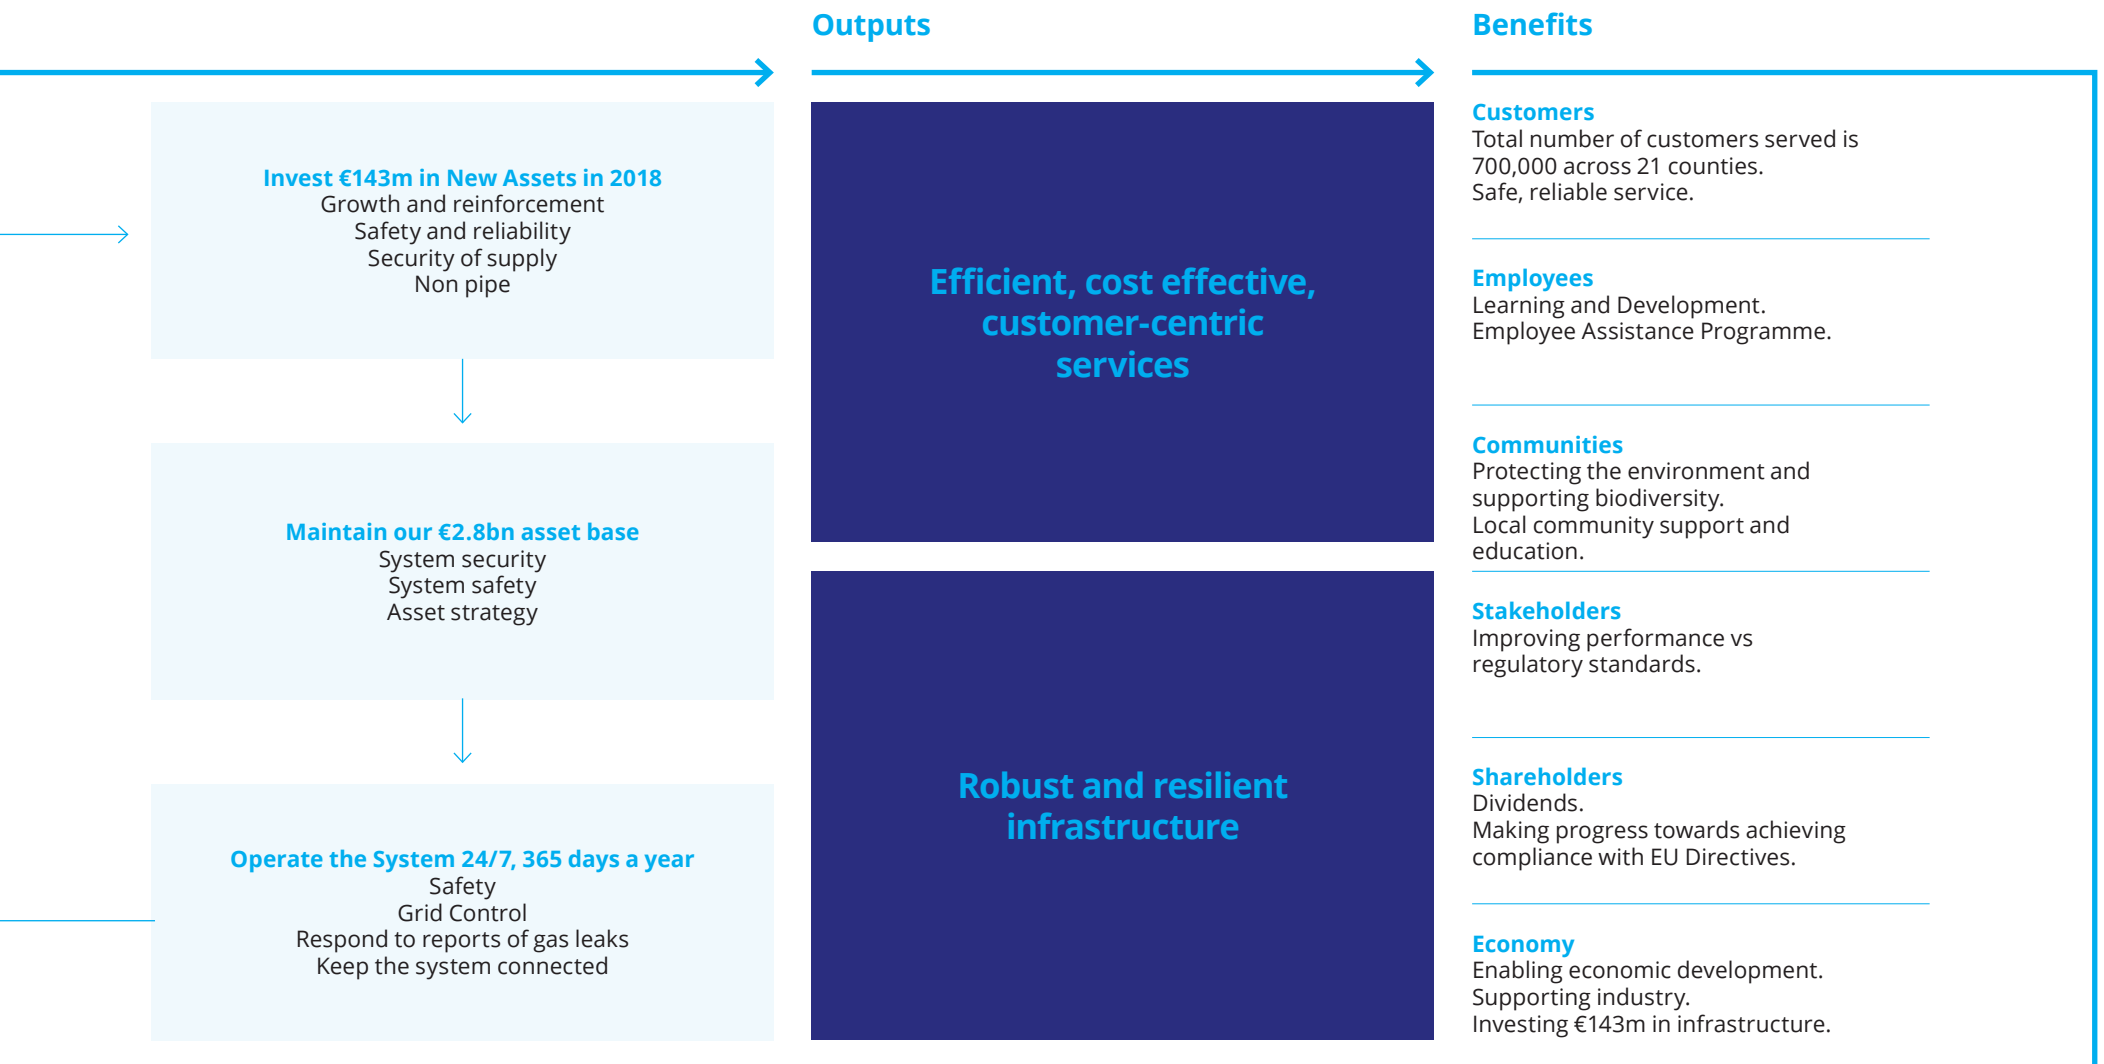 Invest €143m in New Assets in 2018
Growth and reinforcement
Safety and reliability
Security of supply
Non pipe
Maintain our €2.8bn asset base
System security
System safety
Asset strategy
Operate the System 24/7, 365 days a year
Safety
Grid Control
Respond to reports of gas leaks
Keep the system connected
Outputs
Efficient, cost effective,
customer-centric
services
Robust and resilient
infrastructure
Benefits
Customers
Total number of customers served is
700,000 across 21 counties.
Safe, reliable service.
Employees
Learning and Development.
Employee Assistance Programme.
Communities
Protecting the environment and
supporting biodiversity.
Local community support and
education.
Stakeholders
Improving performance vs
regulatory standards.
Shareholders
Dividends.
Making progress towards achieving
compliance with EU Directives.
Economy
Enabling economic development.
Supporting industry.
Investing €143m in infrastructure.